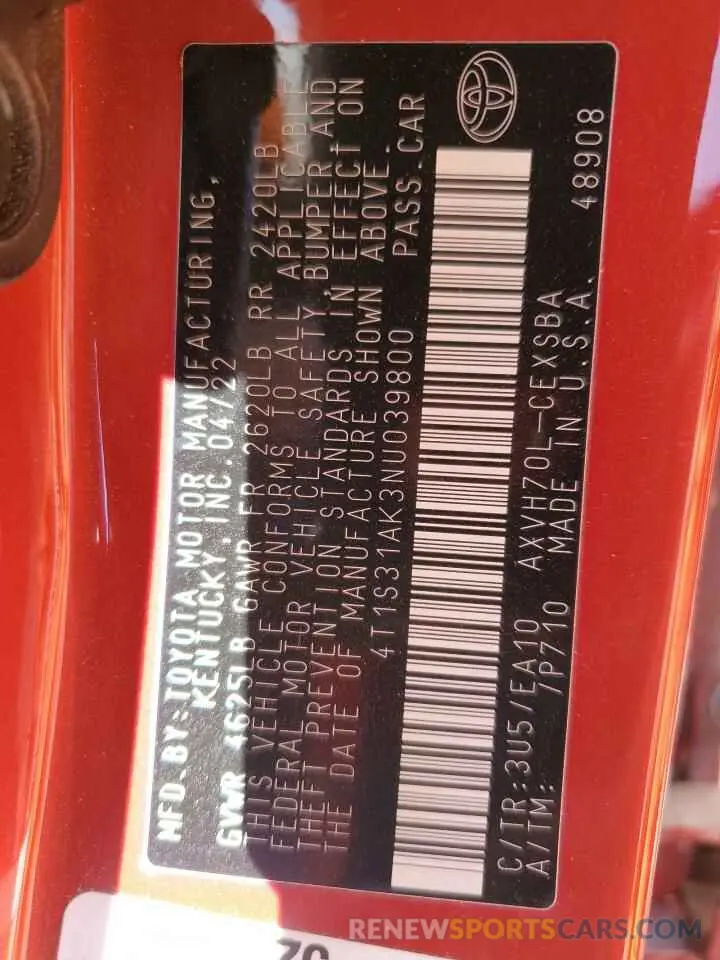 MFD.BY:TOYOTA MOTOR MANUFACTURING,
KENTUCKY,INC.04/22
GVWR 4625LB GAWR FR 2620LB RR 2420LB
THIS VEHICLE CONFORMS TO ALL APPLICABLE
FEDERAL MOTOR VEHICLE SAFETY,BUMPER,AND
THEFT PREVENTION STANDARDS IN EFFECT ON
THE DATE OF MANUFACTURE SHOWN ABOVE.
4T1S31AK3NU039800 PASS.CAR
C/TR:3U5/EA10 AXVH70L-CEXSBA
A/TM: /P710 MADE IN U.S.A. 48908
RENEWSPORTSCARS.COM